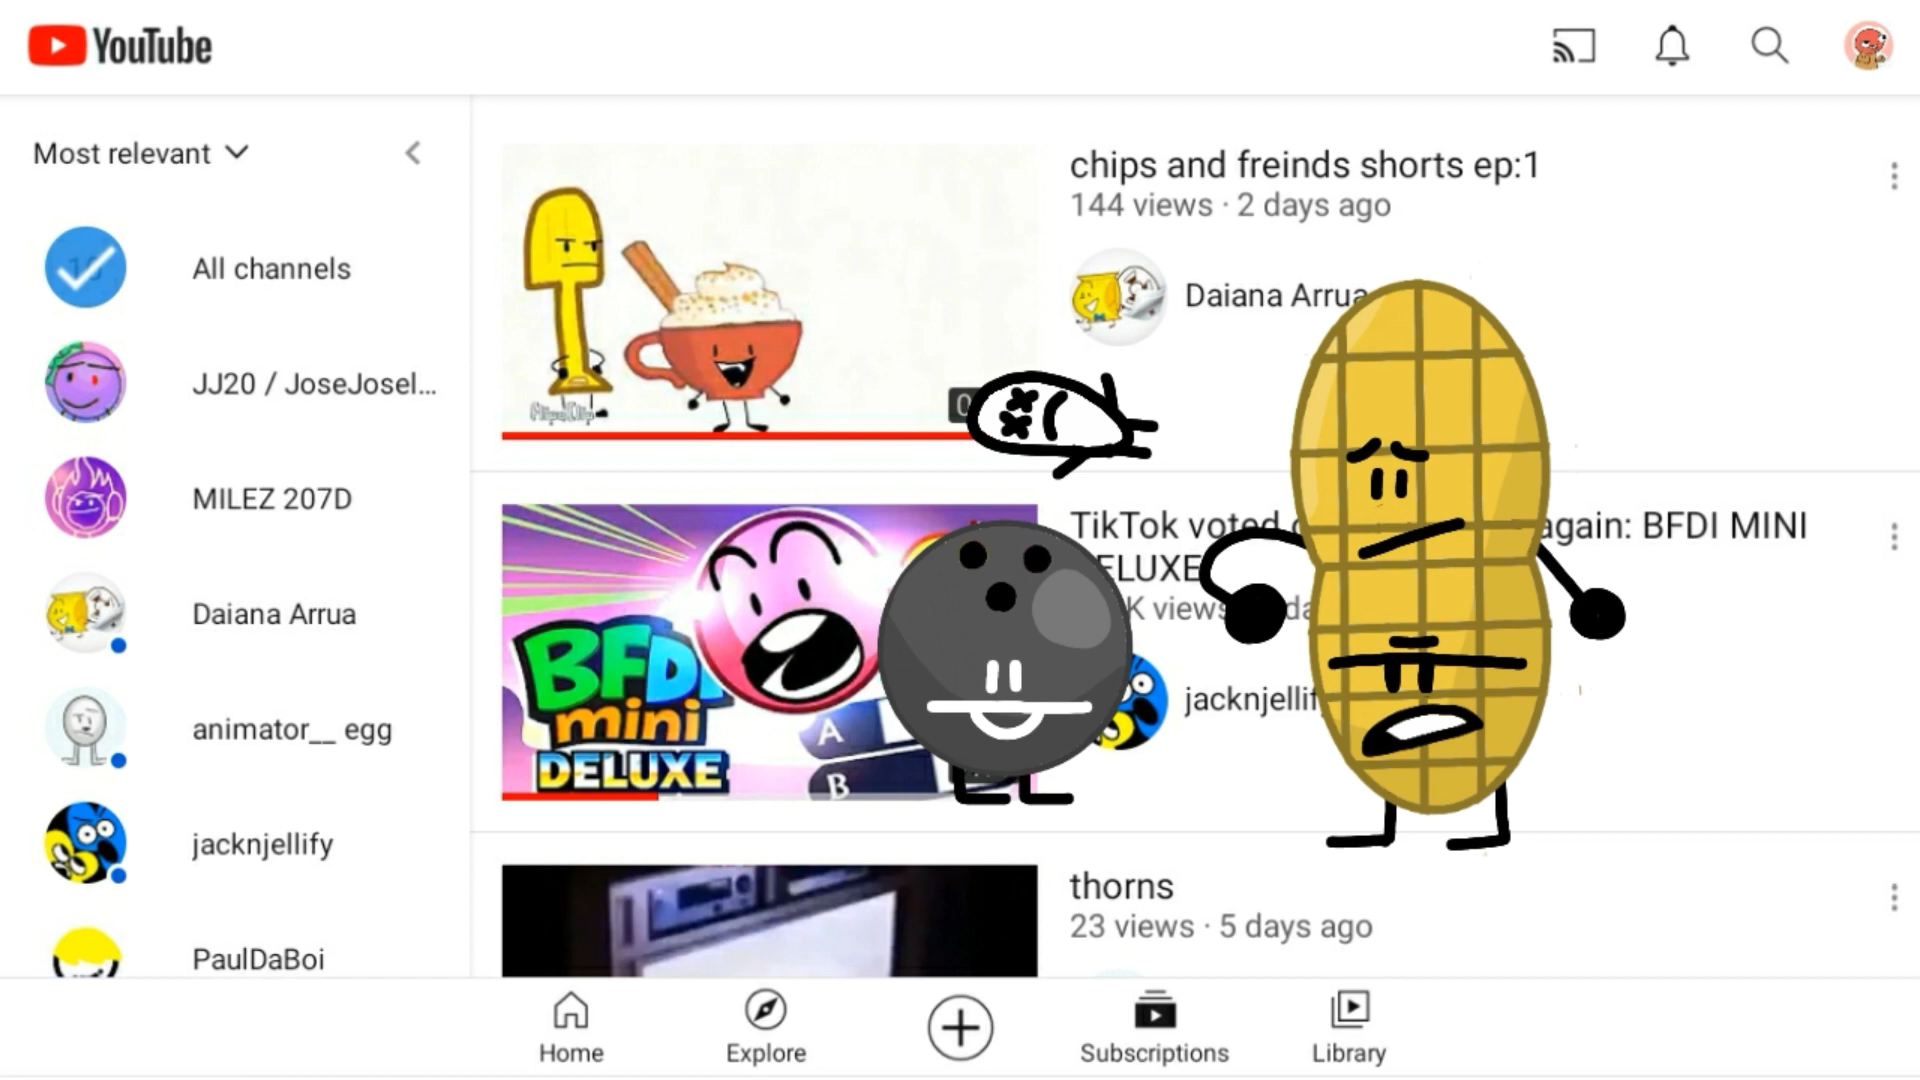 YouTube
Most relevant
All channels
JJ20 / JoseJosel...
MILEZ 207D
Daiana Arrua
animator__ egg
jacknjellify
PaulDaBoi
chips and freinds shorts ep:1
144 views · 2 days ago
Daiana Arrua
FlipaClip
0
TikTok voted again: BFDI MINI
ELUXE
K views
jacknjellif
BFDI
mini
DELUXE
A
B
thorns
23 views · 5 days ago
Home
Explore
Subscriptions
Library